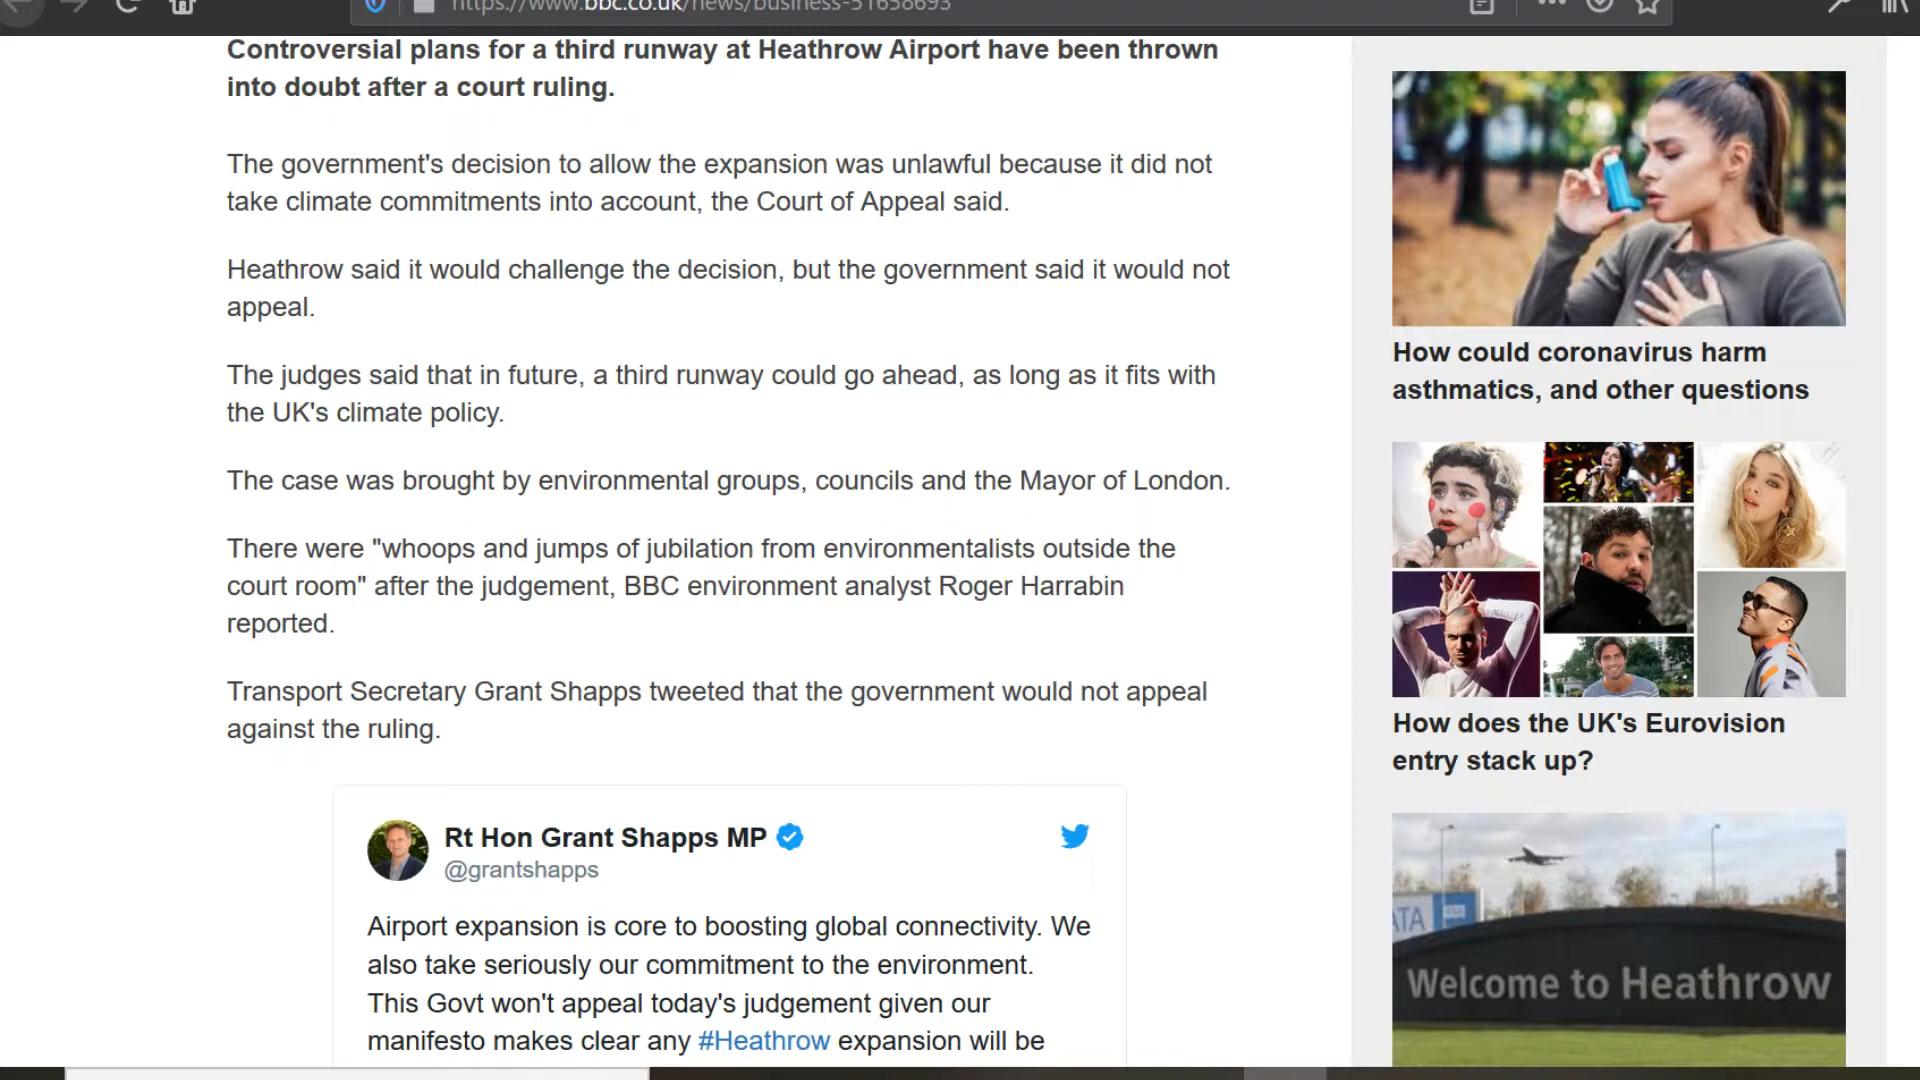 https://www.bbc.co.uk/news/business-51658693
Controversial plans for a third runway at Heathrow Airport have been thrown
into doubt after a court ruling.
The government's decision to allow the expansion was unlawful because it did not
take climate commitments into account, the Court of Appeal said.
Heathrow said it would challenge the decision, but the government said it would not
appeal.
The judges said that in future, a third runway could go ahead, as long as it fits with
the UK's climate policy.
The case was brought by environmental groups, councils and the Mayor of London.
There were "whoops and jumps of jubilation from environmentalists outside the
court room" after the judgement, BBC environment analyst Roger Harrabin
reported.
Transport Secretary Grant Shapps tweeted that the government would not appeal
against the ruling.
Rt Hon Grant Shapps MP
@grantshapps
Airport expansion is core to boosting global connectivity. We
also take seriously our commitment to the environment.
This Govt won't appeal today's judgement given our
manifesto makes clear any #Heathrow expansion will be
How could coronavirus harm
asthmatics, and other questions
How does the UK's Eurovision
entry stack up?
Welcome to Heathrow